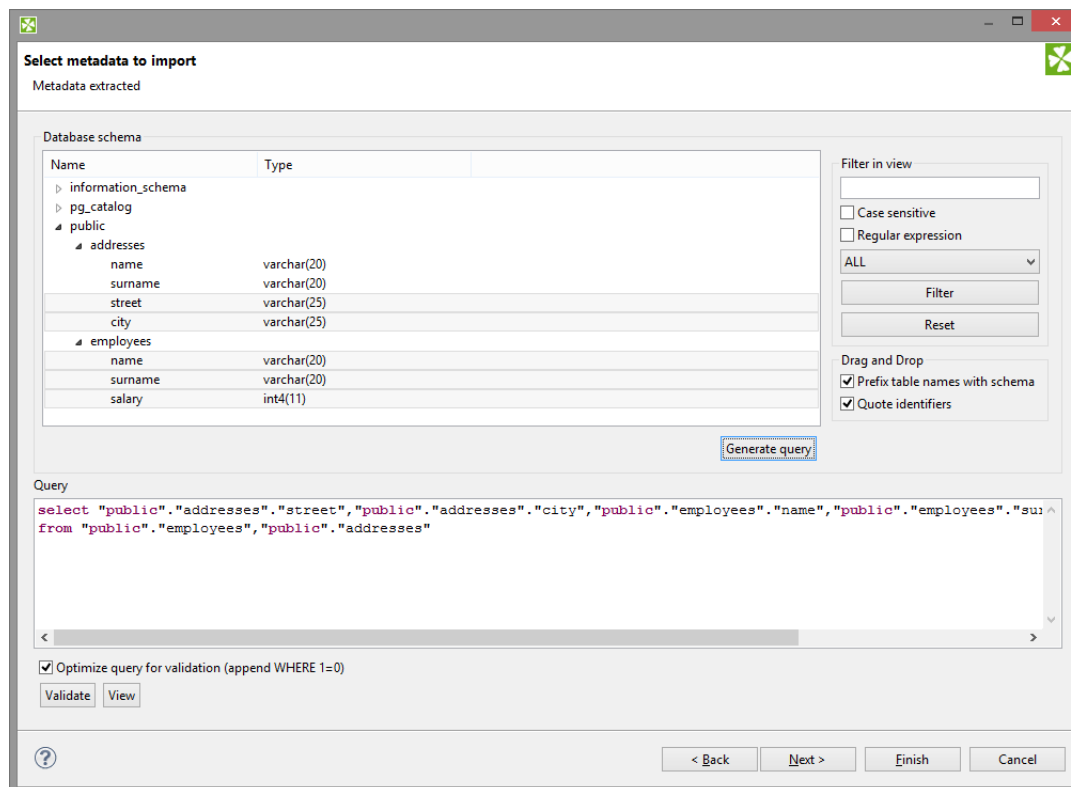 Select metadata to import
Metadata extracted
Database schema
Name Type
information_schema
pg_catalog
public
addresses
name varchar(20)
surname varchar(20)
street varchar(25)
city varchar(25)
employees
name varchar(20)
surname varchar(20)
salary int4(11)
Filter in view
Case sensitive
Regular expression
ALL
Filter
Reset
Drag and Drop
Prefix table names with schema
Quote identifiers
Generate query
Query
select "public"."addresses"."street","public"."addresses"."city","public"."employees"."name","public"."employees"."su
from "public"."employees","public"."addresses"
Optimize query for validation (append WHERE 1=0)
Validate View
< Back Next > Finish Cancel